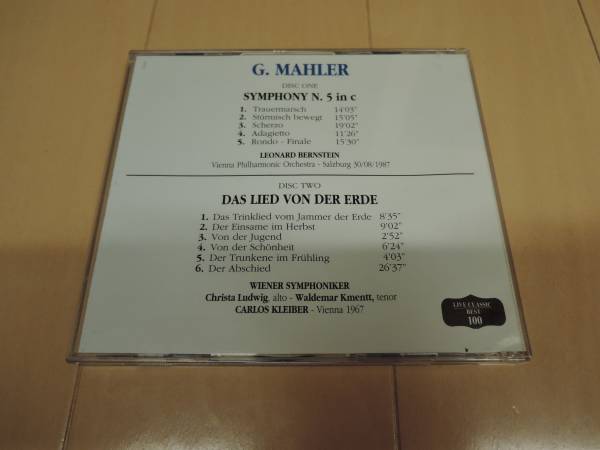 G. MAHLER
DISC ONE
SYMPHONY N. 5 in c
1. Trauermarsch 14'03"
2. Störmisch bewegt 15'05"
3. Scherzo 19'02"
4. Adagietto 11'26"
5. Rondo - Finale 15'30"
LEONARD BERNSTEIN
Vienna Philharmonic Orchestra - Salzburg 30/08/1987
DISC TWO
DAS LIED VON DER ERDE
1. Das Trinklied vom Jammer der Erde 8'35"
2. Der Einsame im Herbst 9'02"
3. Von der Jugend 2'52"
4. Von der Schönheit 6'24"
5. Der Trunkene im Frühling 4'03"
6. Der Abschied 26'37"
WIENER SYMPHONIKER
Christa Ludwig, alto - Waldemar Kmentt, tenor
CARLOS KLEIBER - Vienna 1967
LIVE CLASSIC
BEST
100